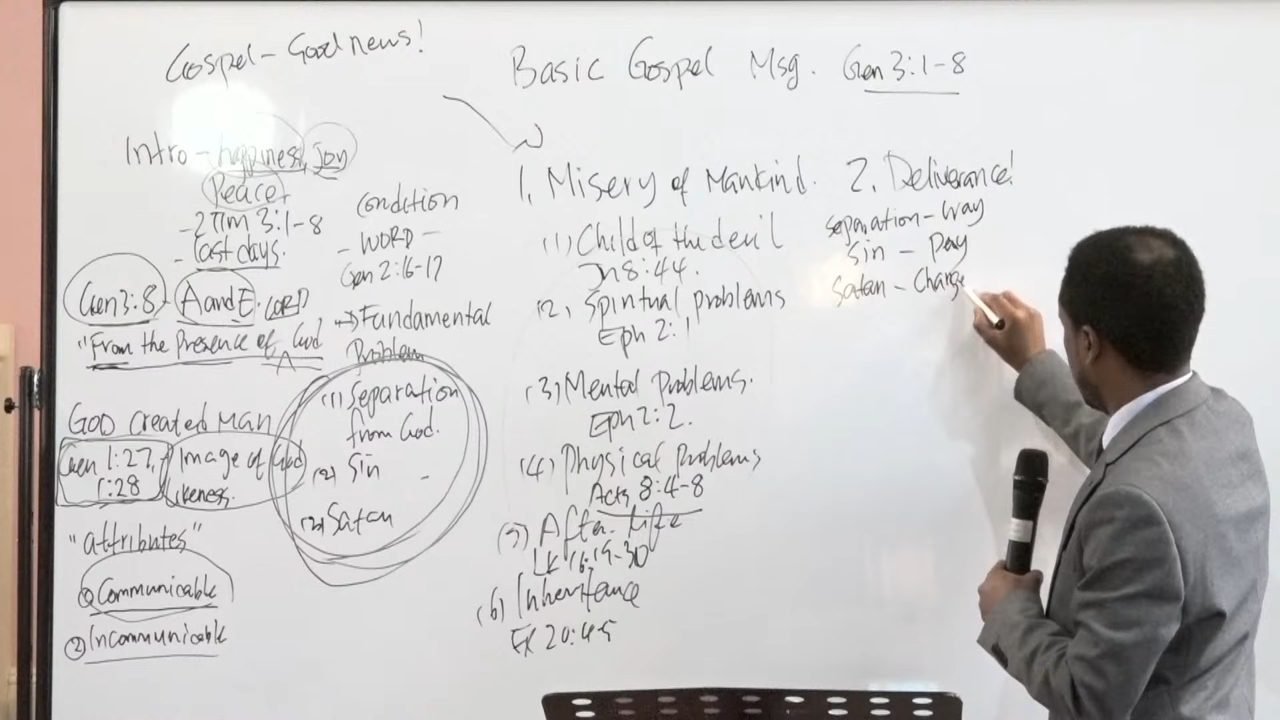 Gospel - Good news!
Basic Gospel Msg. Gen 3:1-8
Intro - happiness, joy
Peace.
- 2 Tim 3:1-8
- last days.
Gen 3:8 - A and E. LORD
"From the Presence of God
GOD created MAN
Gen 1:27,
1:28
Image of God
likeness.
"attributes"
① Communicable
② Incommunicable
condition
- WORD -
Gen 2:16-17
→ Fundamental
Problem
(1) Separation
from God.
(2) Sin
(3) Satan
1. Misery of Mankind.
(1) Child of the devil
Jn 8:44.
(2) Spiritual problems
Eph 2:1
(3) Mental Problems.
Eph 2:2.
(4) Physical Problems
Acts 8:4-8
(5) After life
Lk 16:19-30
(6) Inheritence
EX 20:4-5
2. Deliverance!
separation - way
Sin - Pay
Satan - Charge